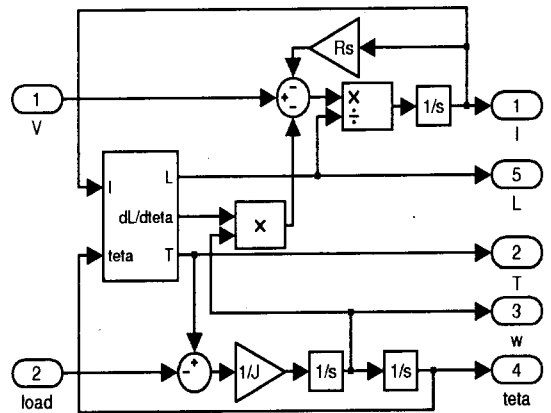 Rs
−
+
−
×
÷
1/s
1
V
1
I
I
L
dL/dteta
teta
T
×
5
L
2
T
3
w
2
load
−
+
1/J
1/s
1/s
4
teta